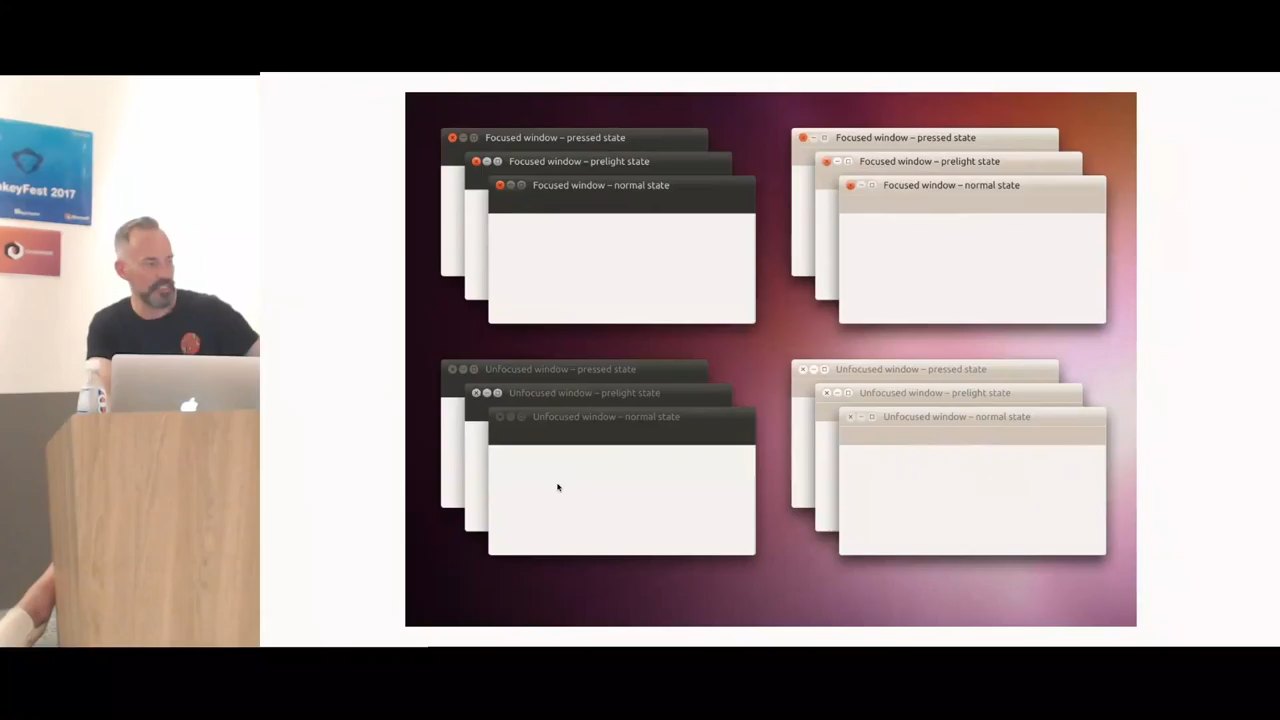 nkeyFest 2017
Focused window – pressed state
Focused window – prelight state
Focused window – normal state
Focused window – pressed state
Focused window – prelight state
Focused window – normal state
Unfocused window – pressed state
Unfocused window – prelight state
Unfocused window – normal state
Unfocused window – pressed state
Unfocused window – prelight state
Unfocused window – normal state